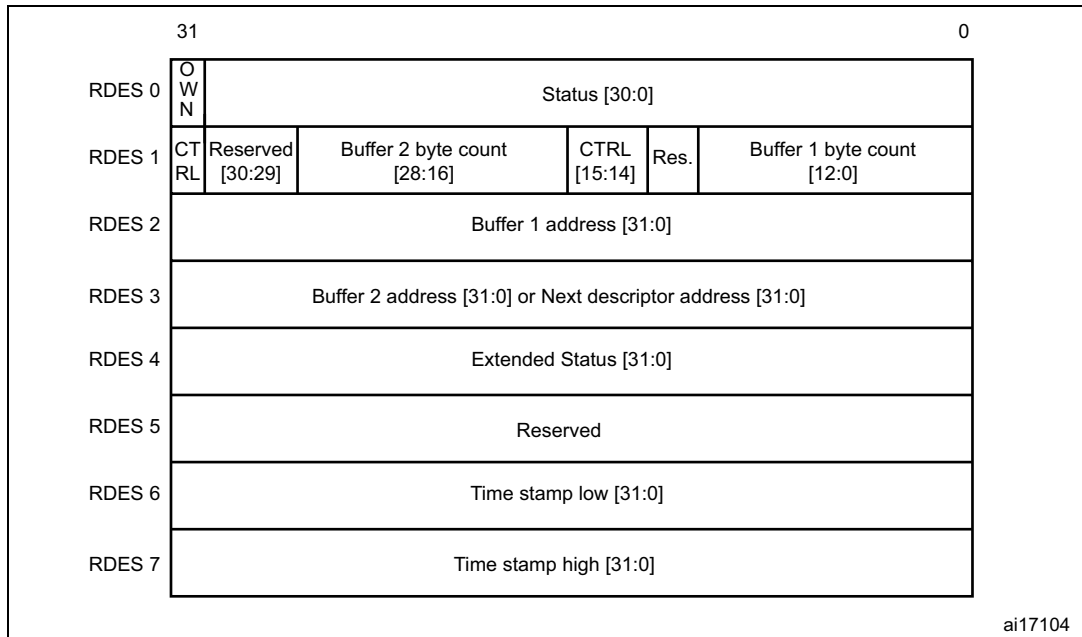 31 0
RDES 0
O
W
N
Status [30:0]
RDES 1
CT
RL
Reserved
[30:29]
Buffer 2 byte count
[28:16]
CTRL
[15:14]
Res.
Buffer 1 byte count
[12:0]
RDES 2
Buffer 1 address [31:0]
RDES 3
Buffer 2 address [31:0] or Next descriptor address [31:0]
RDES 4
Extended Status [31:0]
RDES 5
Reserved
RDES 6
Time stamp low [31:0]
RDES 7
Time stamp high [31:0]
ai17104